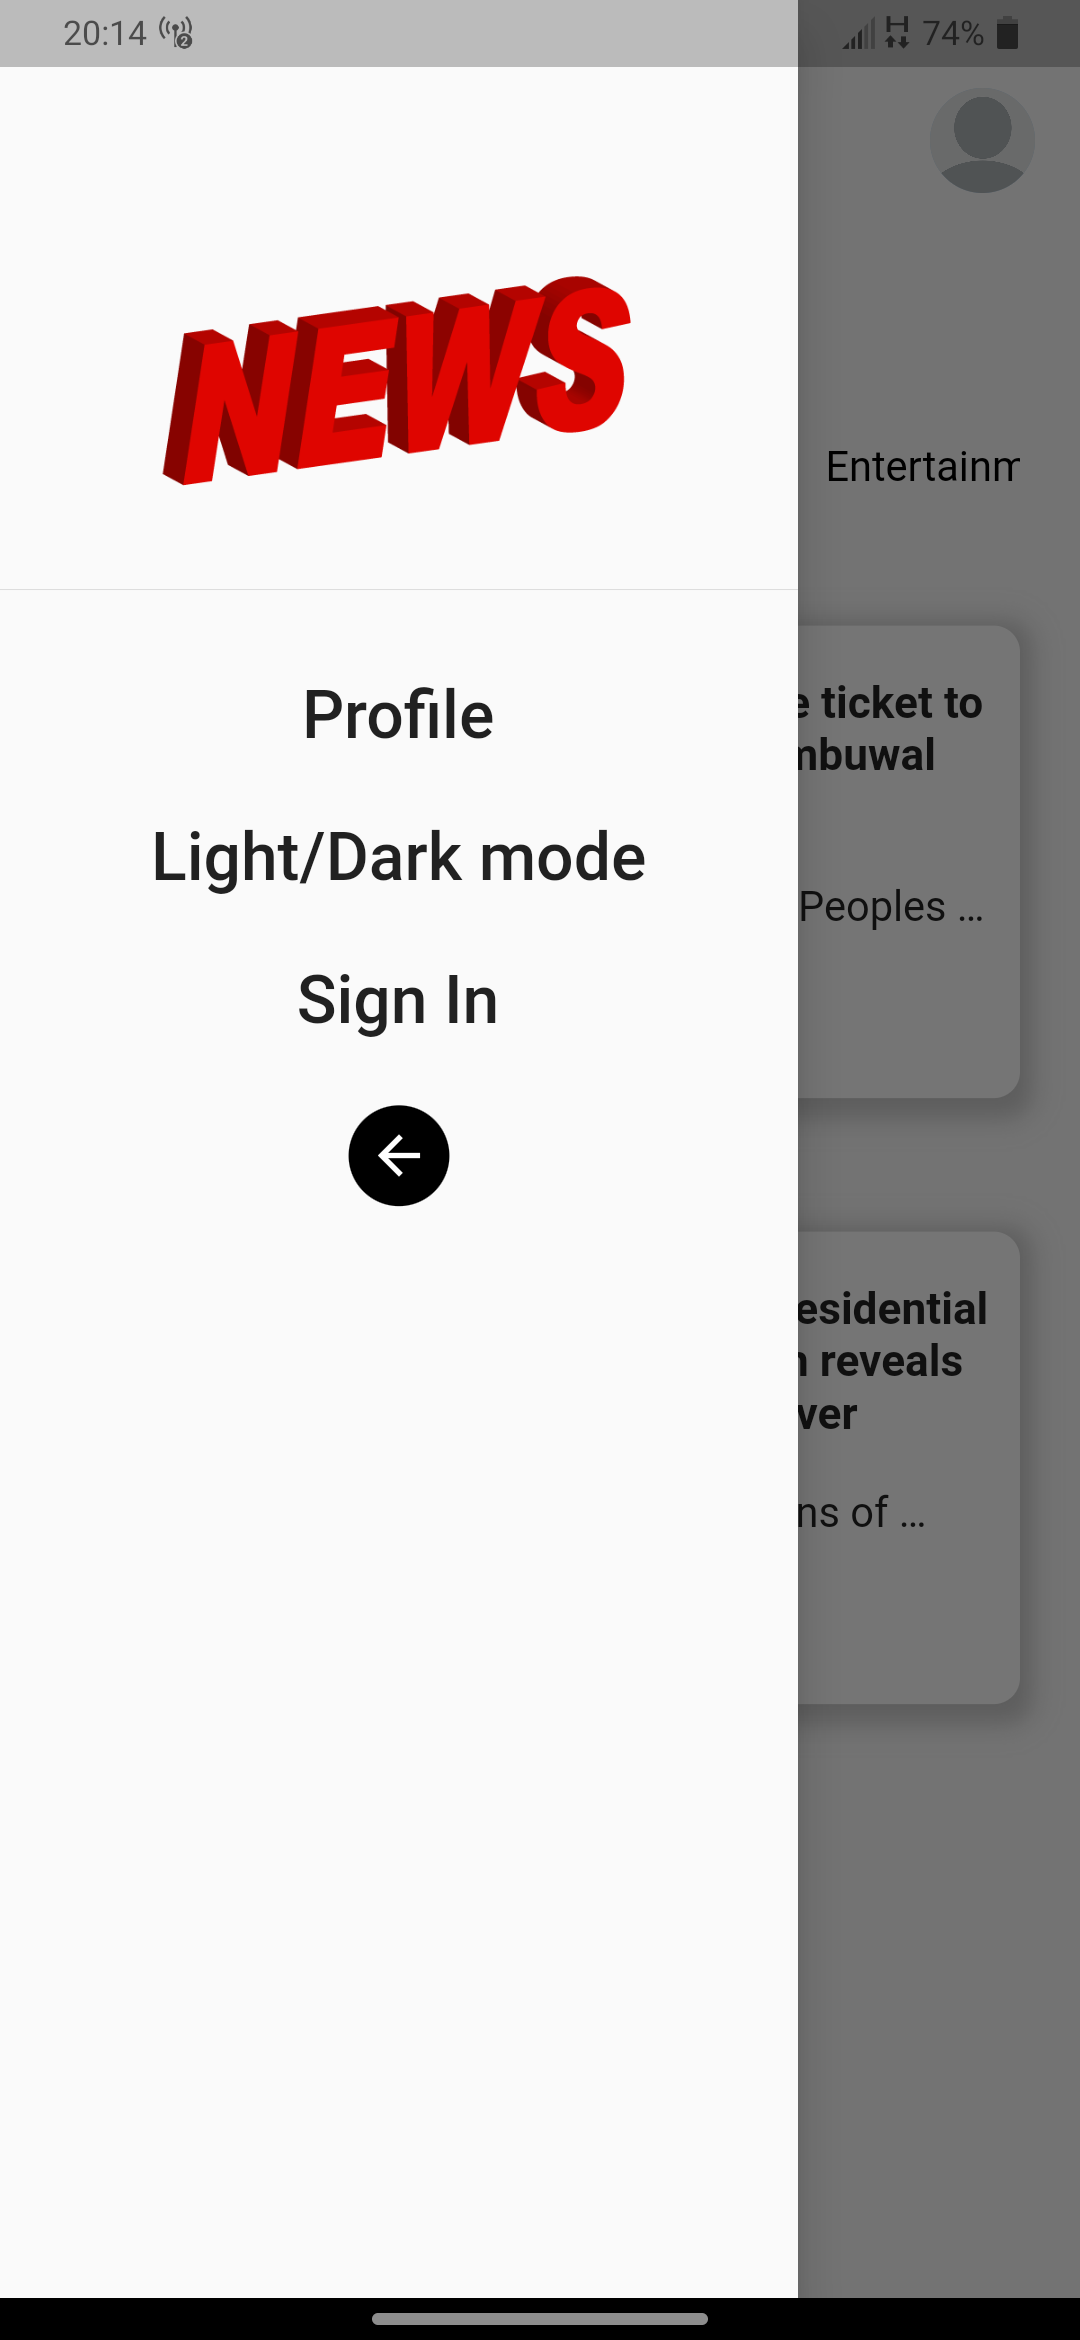 20:14
74%
NEWS
Entertainm
Profile
Light/Dark mode
Sign In
ticket to
mbuwal
Peoples ...
esidential
reveals
ver
ns of ...